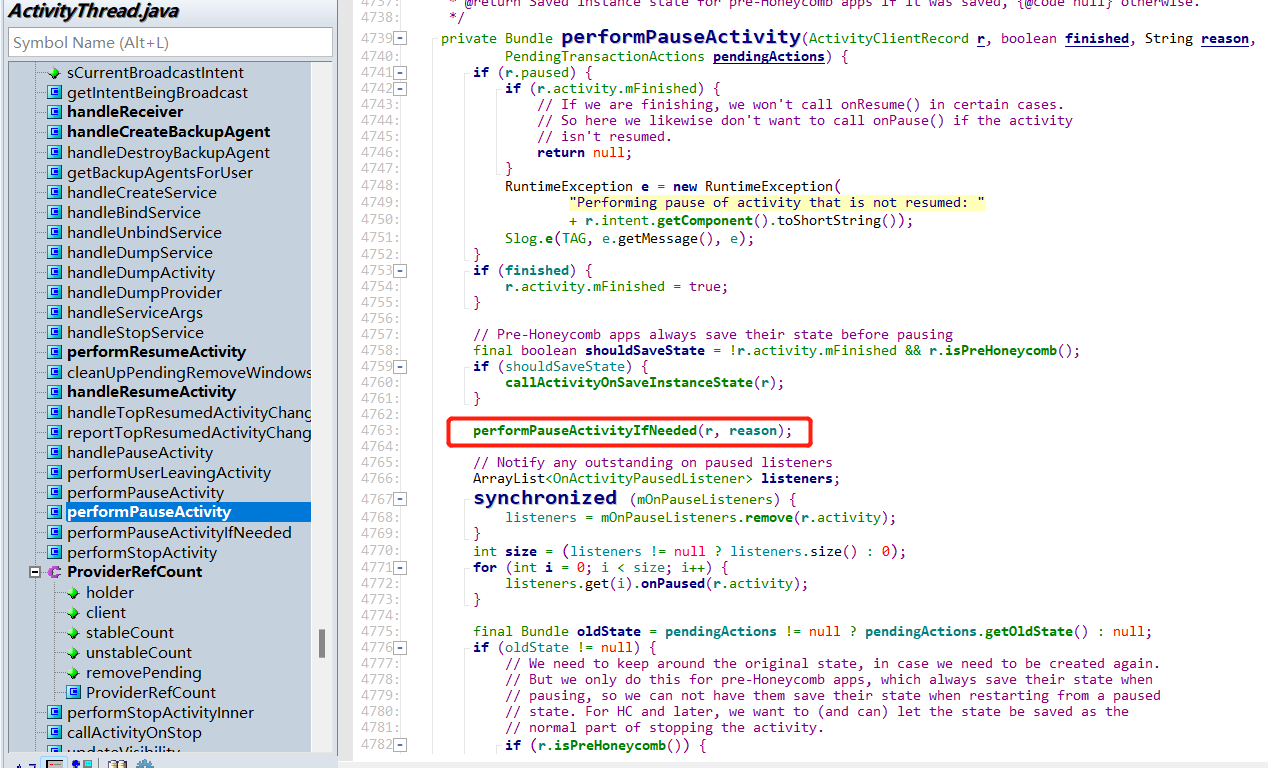 ActivityThread.java
Symbol Name (Alt+L)
sCurrentBroadcastIntent
getIntentBeingBroadcast
handleReceiver
handleCreateBackupAgent
handleDestroyBackupAgent
getBackupAgentsForUser
handleCreateService
handleBindService
handleUnbindService
handleDumpService
handleDumpActivity
handleDumpProvider
handleServiceArgs
handleStopService
performResumeActivity
cleanUpPendingRemoveWindows
handleResumeActivity
handleTopResumedActivityChang
reportTopResumedActivityChang
handlePauseActivity
performUserLeavingActivity
performPauseActivity
performPauseActivity
performPauseActivityIfNeeded
performStopActivity
ProviderRefCount
holder
client
stableCount
unstableCount
removePending
ProviderRefCount
performStopActivityInner
callActivityOnStop
updateVisibility
4737: * @return Saved instance state for pre-Honeycomb apps if it was saved, {@code null} otherwise.
4738: */
4739: private Bundle performPauseActivity(ActivityClientRecord r, boolean finished, String reason,
4740: PendingTransactionActions pendingActions) {
4741: if (r.paused) {
4742: if (r.activity.mFinished) {
4743: // If we are finishing, we won't call onResume() in certain cases.
4744: // So here we likewise don't want to call onPause() if the activity
4745: // isn't resumed.
4746: return null;
4747: }
4748: RuntimeException e = new RuntimeException(
4749: "Performing pause of activity that is not resumed: "
4750: + r.intent.getComponent().toShortString());
4751: Slog.e(TAG, e.getMessage(), e);
4752: }
4753: if (finished) {
4754: r.activity.mFinished = true;
4755: }
4756:
4757: // Pre-Honeycomb apps always save their state before pausing
4758: final boolean shouldSaveState = !r.activity.mFinished && r.isPreHoneycomb();
4759: if (shouldSaveState) {
4760: callActivityOnSaveInstanceState(r);
4761: }
4762:
4763: performPauseActivityIfNeeded(r, reason);
4764:
4765: // Notify any outstanding on paused listeners
4766: ArrayList<OnActivityPausedListener> listeners;
4767: synchronized (mOnPauseListeners) {
4768: listeners = mOnPauseListeners.remove(r.activity);
4769: }
4770: int size = (listeners != null ? listeners.size() : 0);
4771: for (int i = 0; i < size; i++) {
4772: listeners.get(i).onPaused(r.activity);
4773: }
4774:
4775: final Bundle oldState = pendingActions != null ? pendingActions.getOldState() : null;
4776: if (oldState != null) {
4777: // We need to keep around the original state, in case we need to be created again.
4778: // But we only do this for pre-Honeycomb apps, which always save their state when
4779: // pausing, so we can not have them save their state when restarting from a paused
4780: // state. For HC and later, we want to (and can) let the state be saved as the
4781: // normal part of stopping the activity.
4782: if (r.isPreHoneycomb()) {